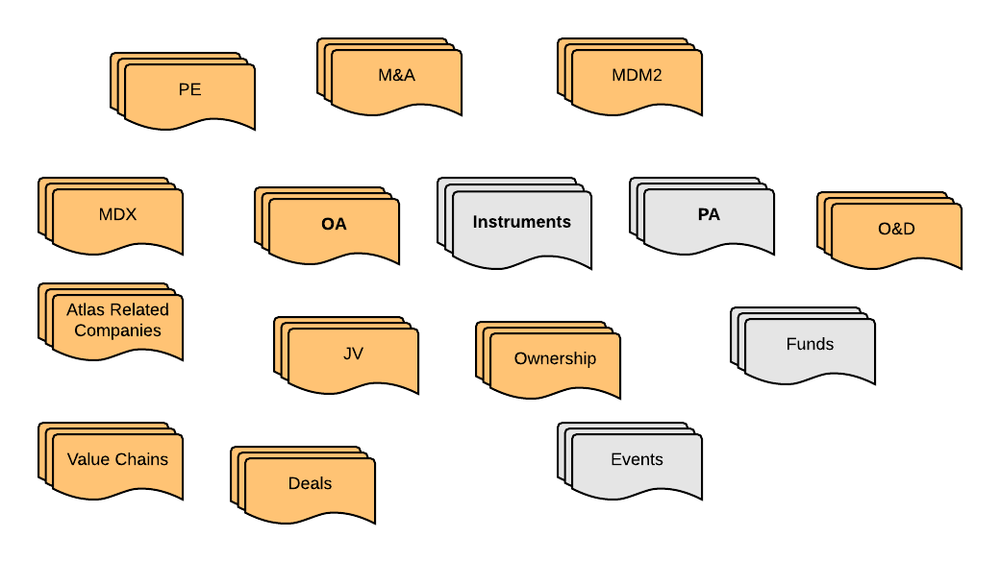 PE
M&A
MDM2
MDX
OA
Instruments
PA
O&D
Atlas Related
Companies
JV
Ownership
Funds
Value Chains
Deals
Events